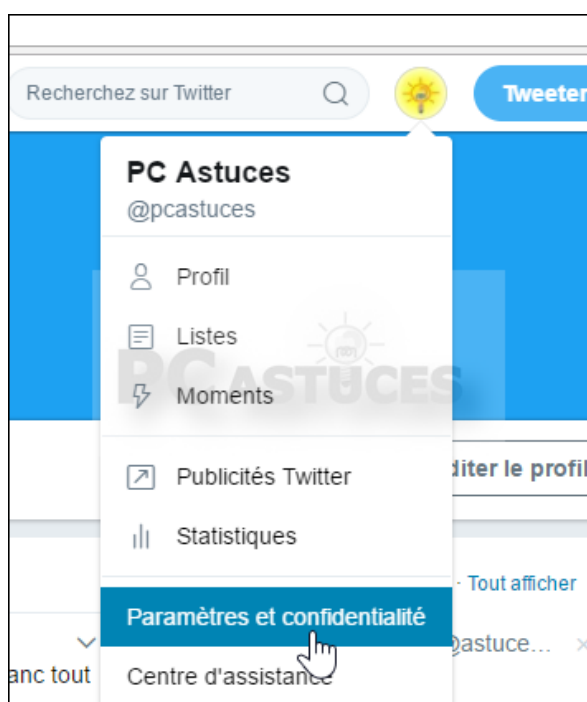 Recherchez sur Twitter
Tweeter
PC Astuces
@pcastuces
Profil
Listes
PC ASTUCES
Moments
Publicités Twitter
diter le profil
Statistiques
· Tout afficher
Paramètres et confidentialité
@astuce... ×
anc tout
Centre d'assistance